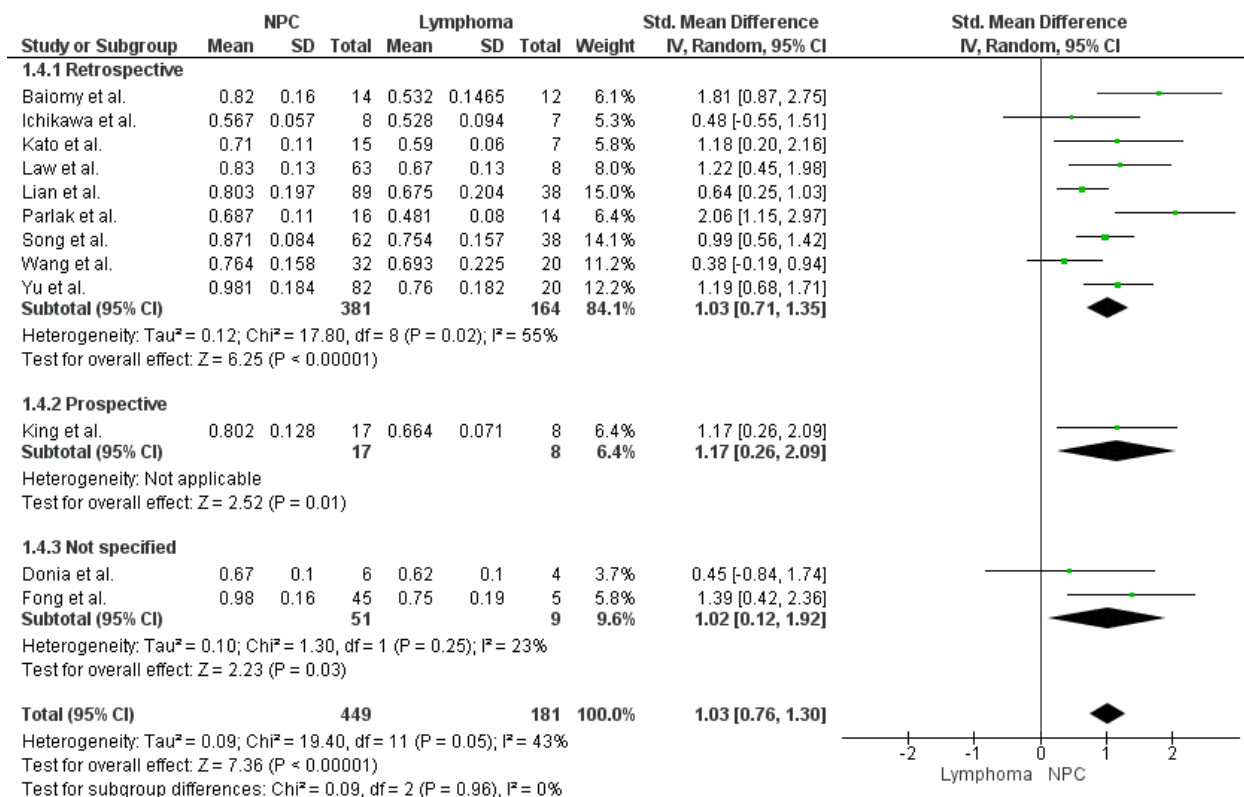 NPC Lymphoma Std. Mean Difference Std. Mean Difference
Study or Subgroup Mean SD Total Mean SD Total Weight IV, Random, 95% CI IV, Random, 95% CI
1.4.1 Retrospective
Baiomy et al. 0.82 0.16 14 0.532 0.1465 12 6.1% 1.81 [0.87, 2.75]
Ichikawa et al. 0.567 0.057 8 0.528 0.094 7 5.3% 0.48 [-0.55, 1.51]
Kato et al. 0.71 0.11 15 0.59 0.06 7 5.8% 1.18 [0.20, 2.16]
Law et al. 0.83 0.13 63 0.67 0.13 8 8.0% 1.22 [0.45, 1.98]
Lian et al. 0.803 0.197 89 0.675 0.204 38 15.0% 0.64 [0.25, 1.03]
Parlak et al. 0.687 0.11 16 0.481 0.08 14 6.4% 2.06 [1.15, 2.97]
Song et al. 0.871 0.084 62 0.754 0.157 38 14.1% 0.99 [0.56, 1.42]
Wang et al. 0.764 0.158 32 0.693 0.225 20 11.2% 0.38 [-0.19, 0.94]
Yu et al. 0.981 0.184 82 0.76 0.182 20 12.2% 1.19 [0.68, 1.71]
Subtotal (95% CI) 381 164 84.1% 1.03 [0.71, 1.35]
Heterogeneity: Tau² = 0.12; Chi² = 17.80, df = 8 (P = 0.02); I² = 55%
Test for overall effect: Z = 6.25 (P < 0.00001)
1.4.2 Prospective
King et al. 0.802 0.128 17 0.664 0.071 8 6.4% 1.17 [0.26, 2.09]
Subtotal (95% CI) 17 8 6.4% 1.17 [0.26, 2.09]
Heterogeneity: Not applicable
Test for overall effect: Z = 2.52 (P = 0.01)
1.4.3 Not specified
Donia et al. 0.67 0.1 6 0.62 0.1 4 3.7% 0.45 [-0.84, 1.74]
Fong et al. 0.98 0.16 45 0.75 0.19 5 5.8% 1.39 [0.42, 2.36]
Subtotal (95% CI) 51 9 9.6% 1.02 [0.12, 1.92]
Heterogeneity: Tau² = 0.10; Chi² = 1.30, df = 1 (P = 0.25); I² = 23%
Test for overall effect: Z = 2.23 (P = 0.03)
Total (95% CI) 449 181 100.0% 1.03 [0.76, 1.30]
Heterogeneity: Tau² = 0.09; Chi² = 19.40, df = 11 (P = 0.05); I² = 43%
Test for overall effect: Z = 7.36 (P < 0.00001)
Test for subgroup differences: Chi² = 0.09, df = 2 (P = 0.96), I² = 0%
-2 -1 0 1 2
Lymphoma NPC